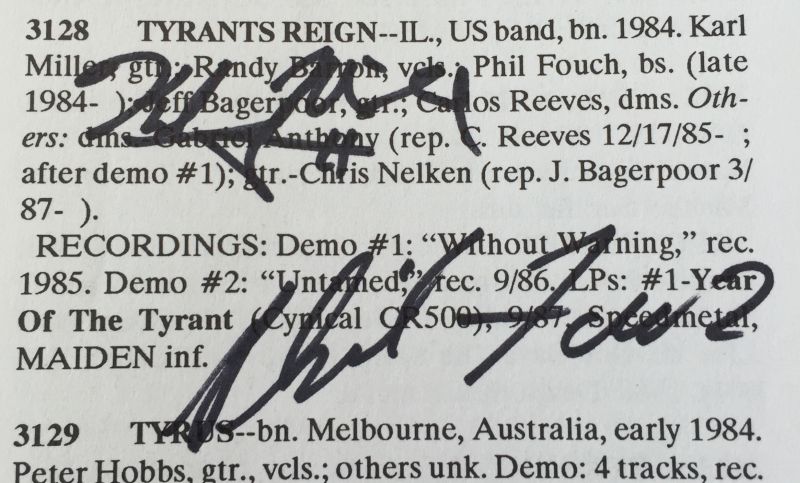 3128 TYRANTS REIGN--IL., US band, bn. 1984. Karl
Miller, gtr.; Randy Barron, vcls.; Phil Fouch, bs. (late
1984- ); Jeff Bagerpoor, gtr.; Carlos Reeves, dms. Oth-
ers: dms.-Gabriel Anthony (rep. C. Reeves 12/17/85- ;
after demo #1); gtr.-Chris Nelken (rep. J. Bagerpoor 3/
87- ).
RECORDINGS: Demo #1: “Without Warning,” rec.
1985. Demo #2: “Untamed,” rec. 9/86. LPs: #1-Year
Of The Tyrant (Cynical CR500), 9/87. Speedmetal,
MAIDEN inf.
Phil
3129 TYRUS--bn. Melbourne, Australia, early 1984.
Peter Hobbs, gtr., vcls.; others unk. Demo: 4 tracks, rec.